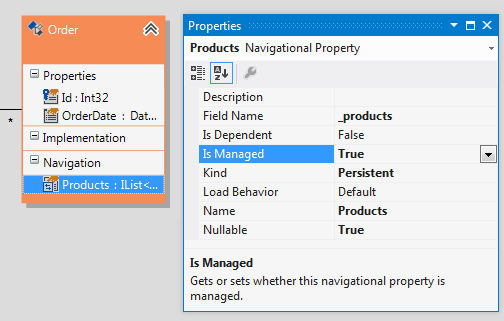 Order
Properties
Id : Int32
OrderDate : Dat...
Implementation
Navigation
Products : IList<...
*
Properties
Products Navigational Property
Description
Field Name _products
Is Dependent False
Is Managed True
Kind Persistent
Load Behavior Default
Name Products
Nullable True
Is Managed
Gets or sets whether this navigational property is
managed.